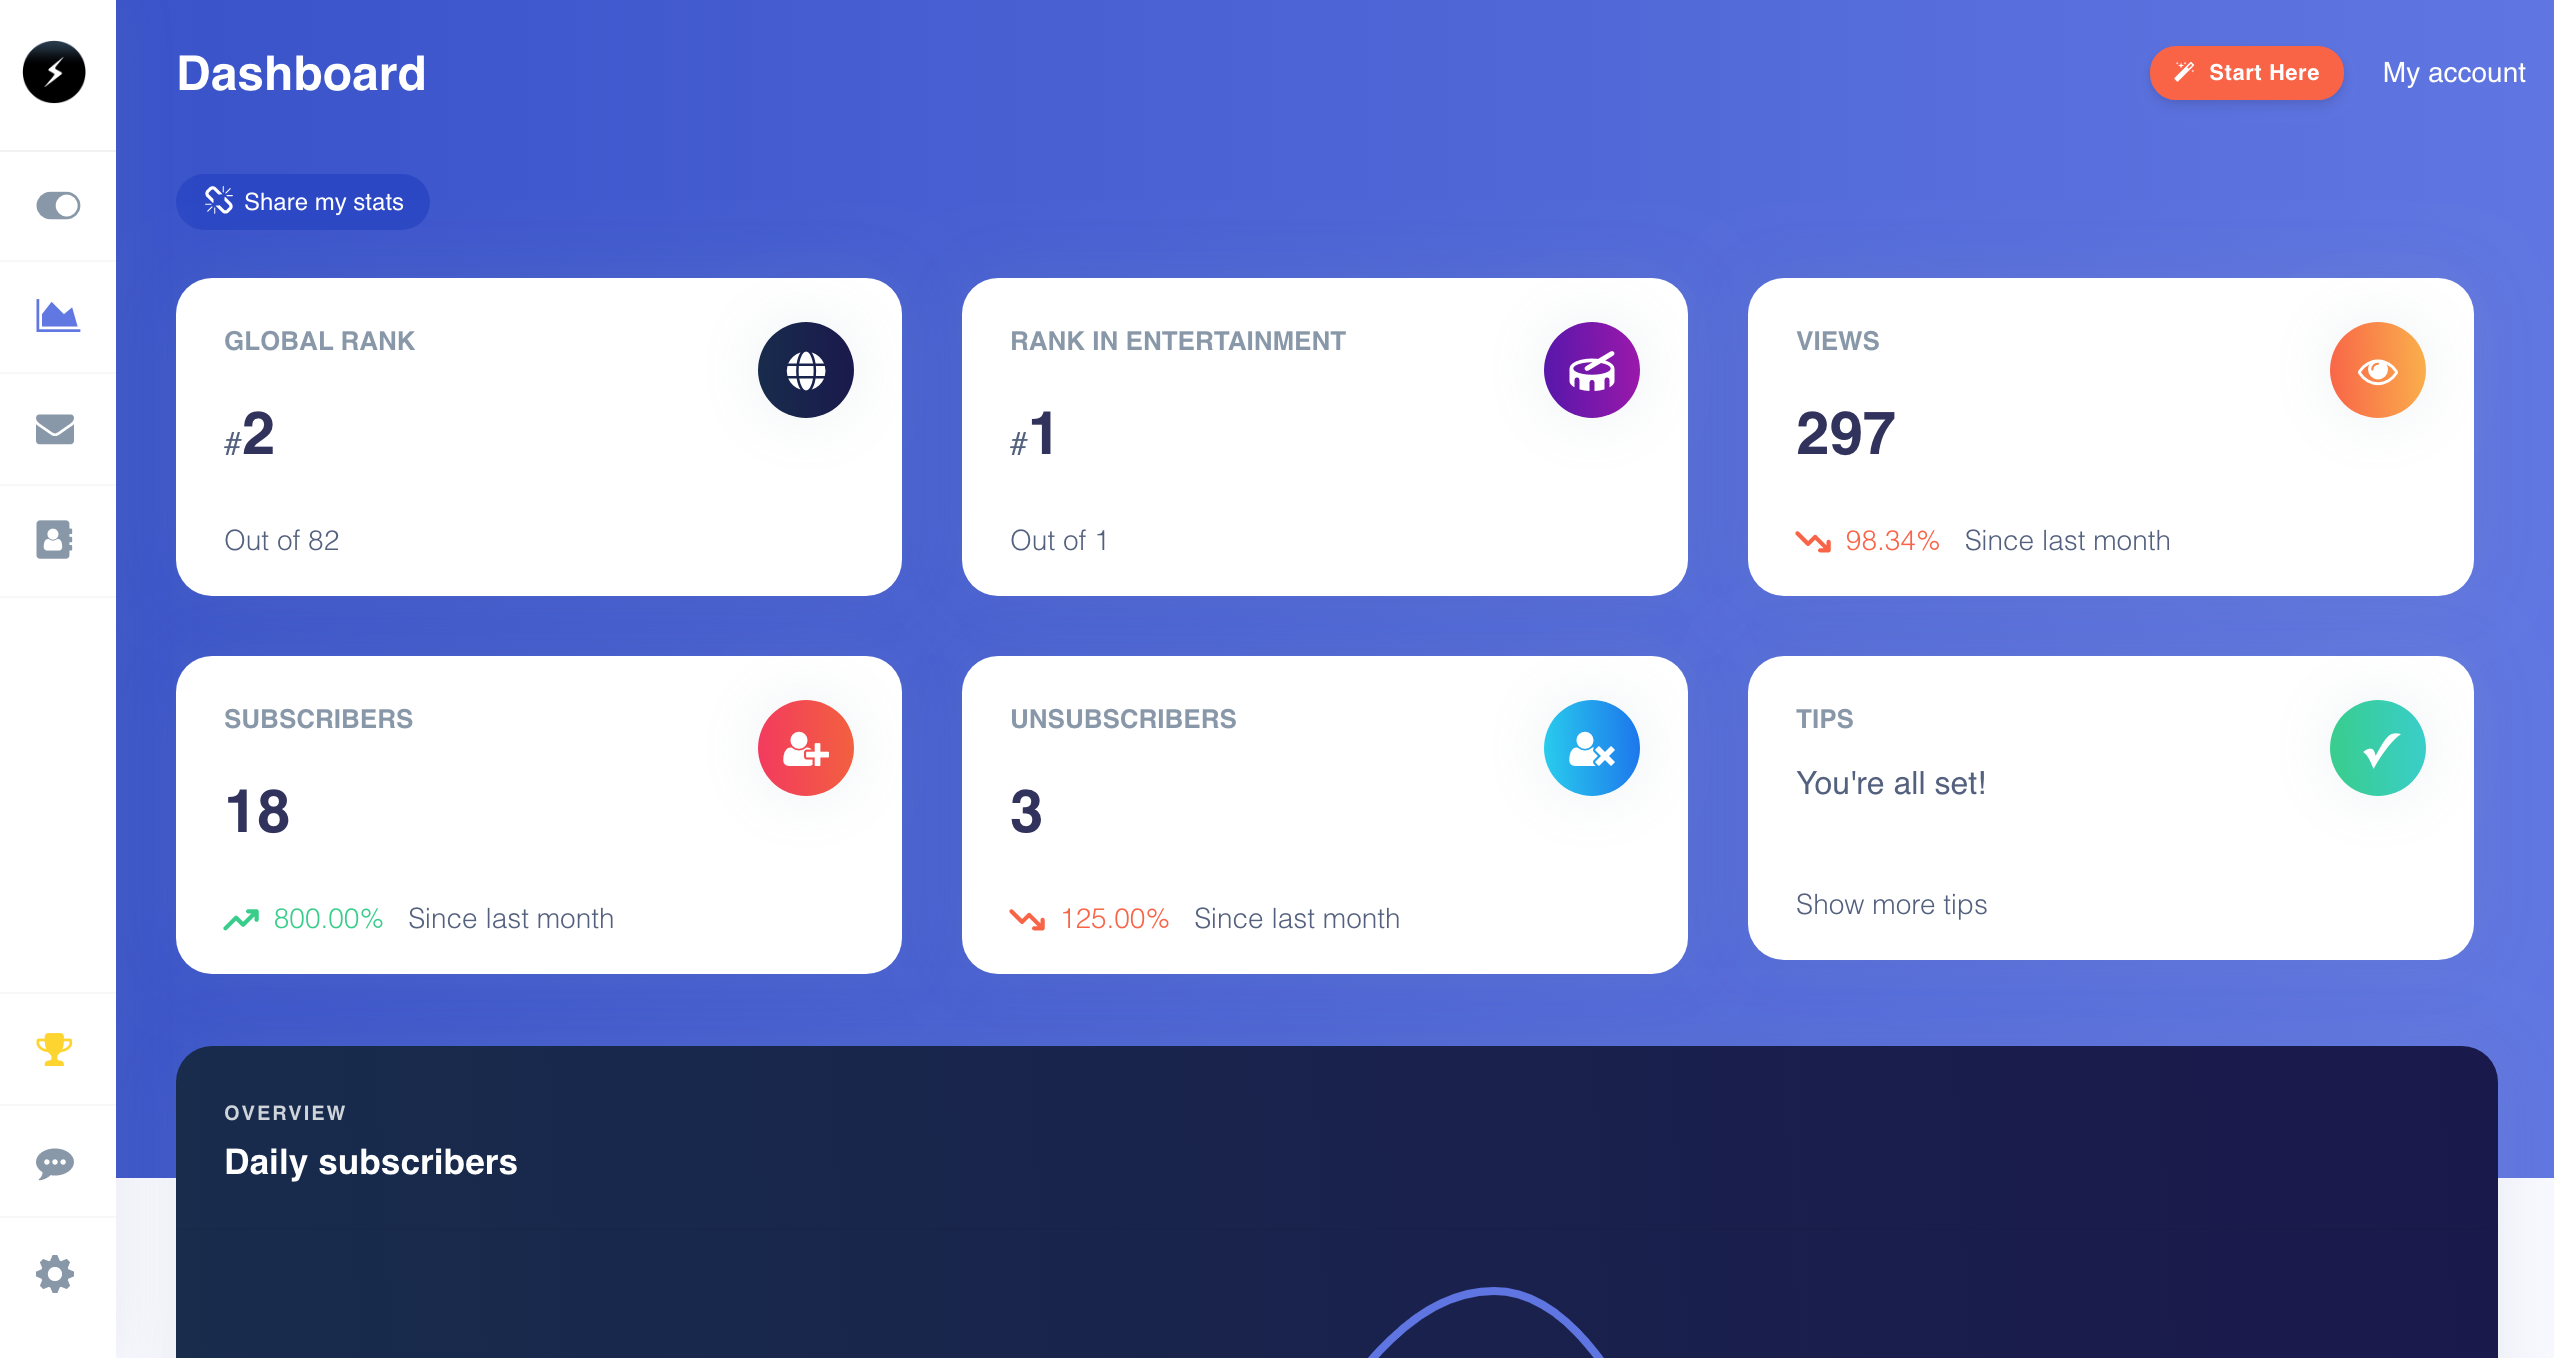 Dashboard
Start Here
My account
Share my stats
GLOBAL RANK
#2
Out of 82
RANK IN ENTERTAINMENT
#1
Out of 1
VIEWS
297
98.34% Since last month
SUBSCRIBERS
18
800.00% Since last month
UNSUBSCRIBERS
3
125.00% Since last month
TIPS
You're all set!
Show more tips
OVERVIEW
Daily subscribers